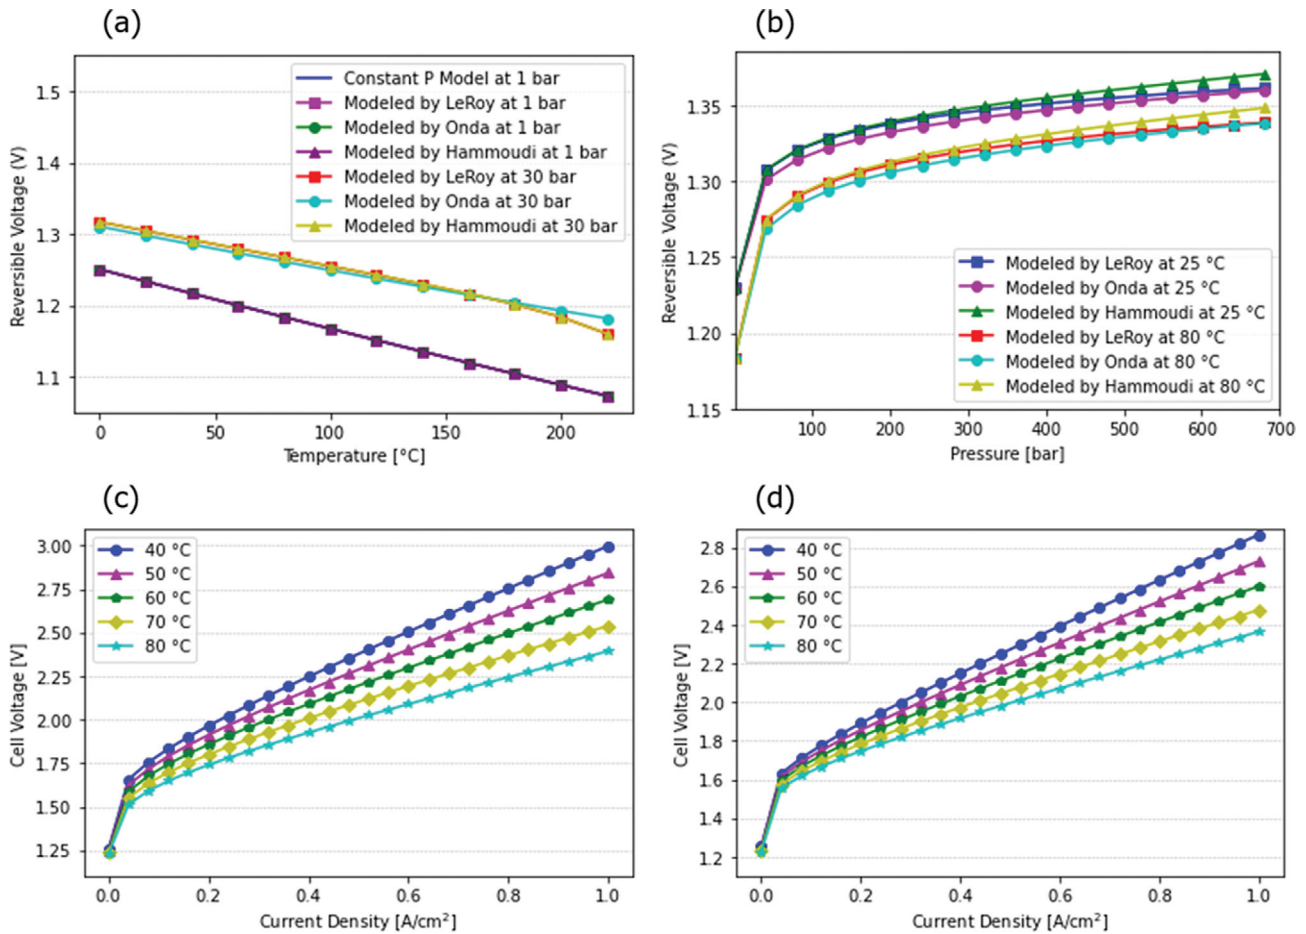 (a)
(b)
Reversible Voltage (V)
1.5
1.4
1.3
1.2
1.1
Constant P Model at 1 bar
Modeled by LeRoy at 1 bar
Modeled by Onda at 1 bar
Modeled by Hammoudi at 1 bar
Modeled by LeRoy at 30 bar
Modeled by Onda at 30 bar
Modeled by Hammoudi at 30 bar
0 50 100 150 200
Temperature [°C]
Reversible Voltage (V)
1.35
1.30
1.25
1.20
1.15
Modeled by LeRoy at 25 °C
Modeled by Onda at 25 °C
Modeled by Hammoudi at 25 °C
Modeled by LeRoy at 80 °C
Modeled by Onda at 80 °C
Modeled by Hammoudi at 80 °C
100 200 300 400 500 600 700
Pressure [bar]
(c)
(d)
Cell Voltage [V]
3.00
2.75
2.50
2.25
2.00
1.75
1.50
1.25
40 °C
50 °C
60 °C
70 °C
80 °C
0.0 0.2 0.4 0.6 0.8 1.0
Current Density [A/cm²]
Cell Voltage [V]
2.8
2.6
2.4
2.2
2.0
1.8
1.6
1.4
1.2
40 °C
50 °C
60 °C
70 °C
80 °C
0.0 0.2 0.4 0.6 0.8 1.0
Current Density [A/cm²]